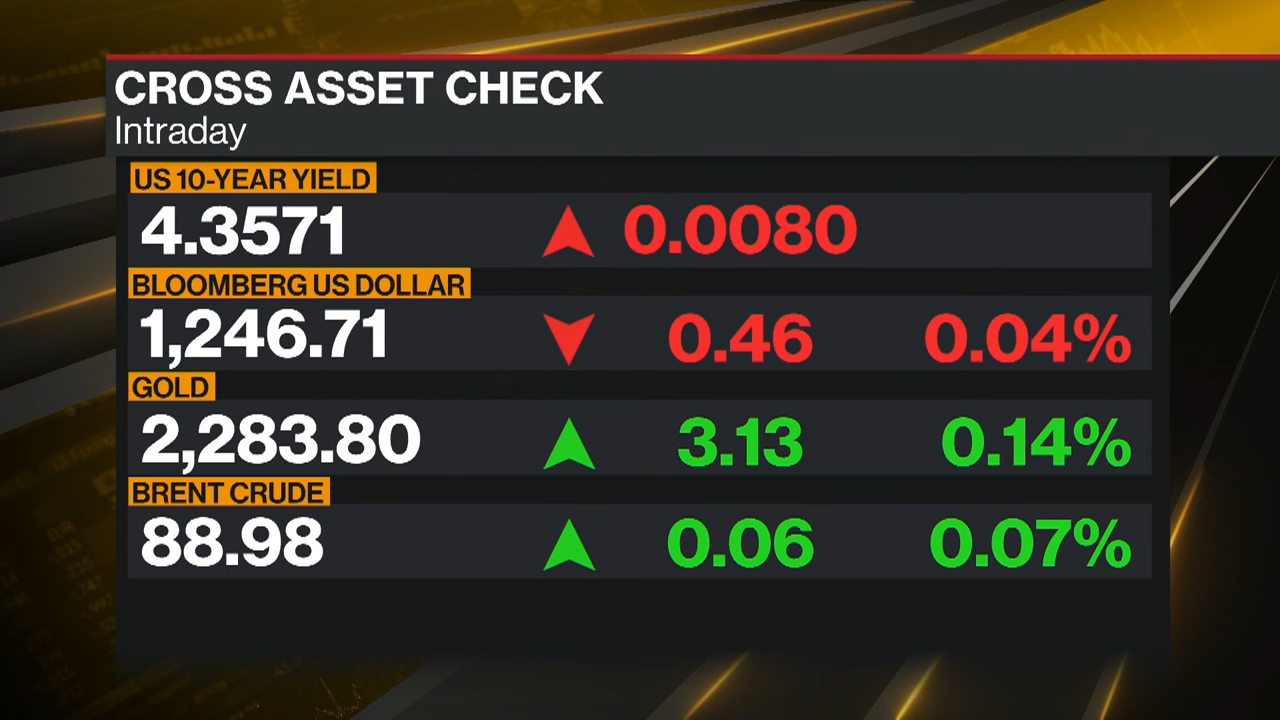 CROSS ASSET CHECK
Intraday
US 10-YEAR YIELD
4.3571 0.0080
BLOOMBERG US DOLLAR
1,246.71 0.46 0.04%
GOLD
2,283.80 3.13 0.14%
BRENT CRUDE
88.98 0.06 0.07%